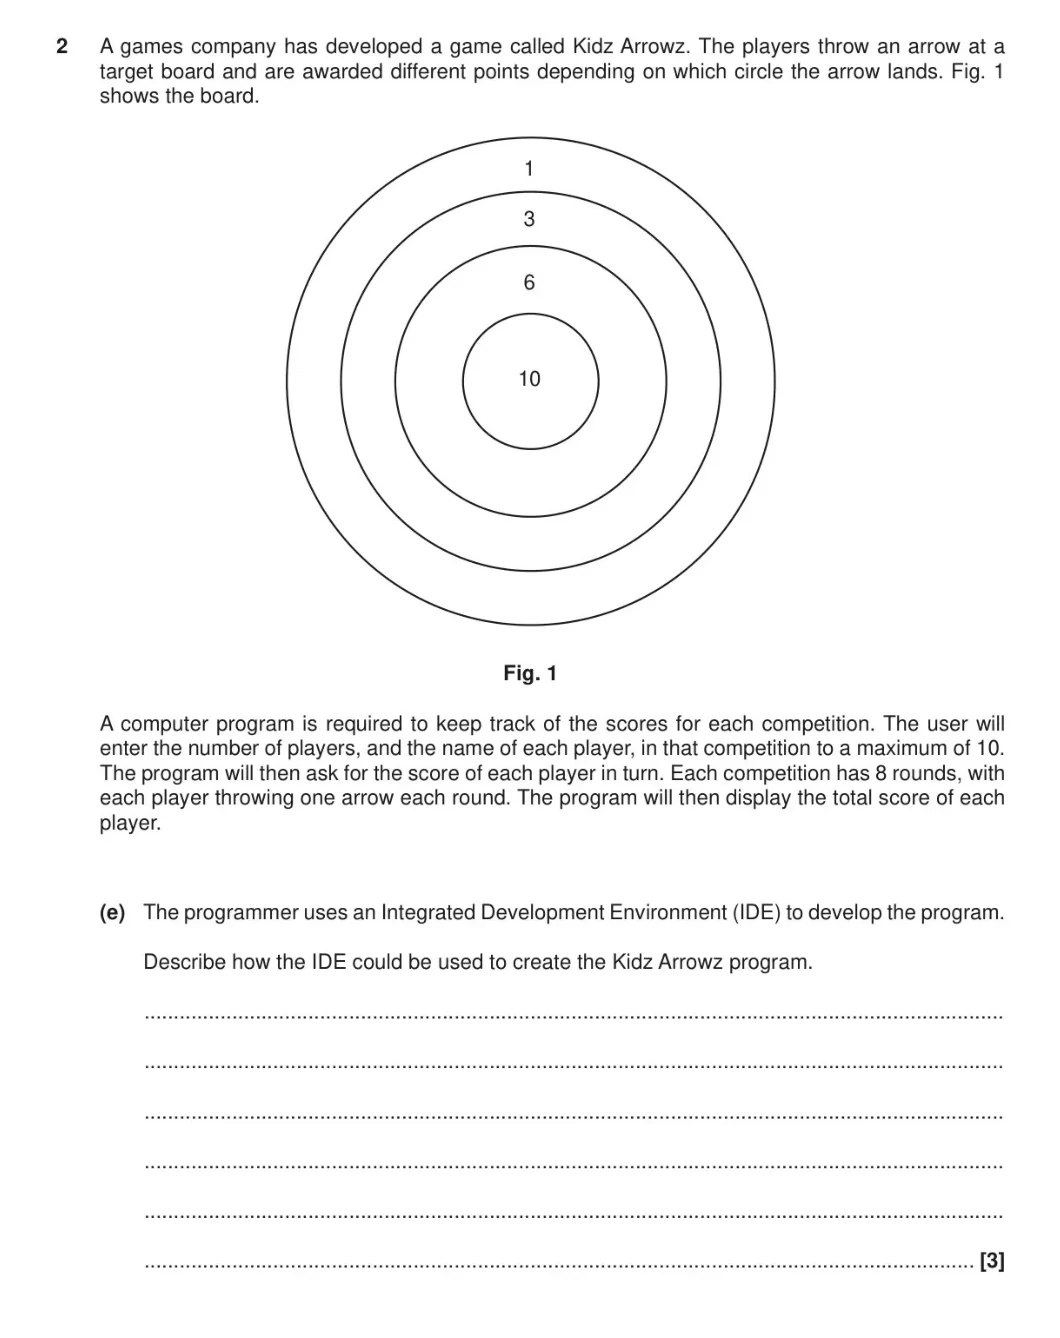 2 A games company has developed a game called Kidz Arrowz. The players throw an arrow at a
target board and are awarded different points depending on which circle the arrow lands. Fig. 1
shows the board.
1
3
6
10
Fig. 1
A computer program is required to keep track of the scores for each competition. The user will
enter the number of players, and the name of each player, in that competition to a maximum of 10.
The program will then ask for the score of each player in turn. Each competition has 8 rounds, with
each player throwing one arrow each round. The program will then display the total score of each
player.
(e) The programmer uses an Integrated Development Environment (IDE) to develop the program.
Describe how the IDE could be used to create the Kidz Arrowz program.
[3]